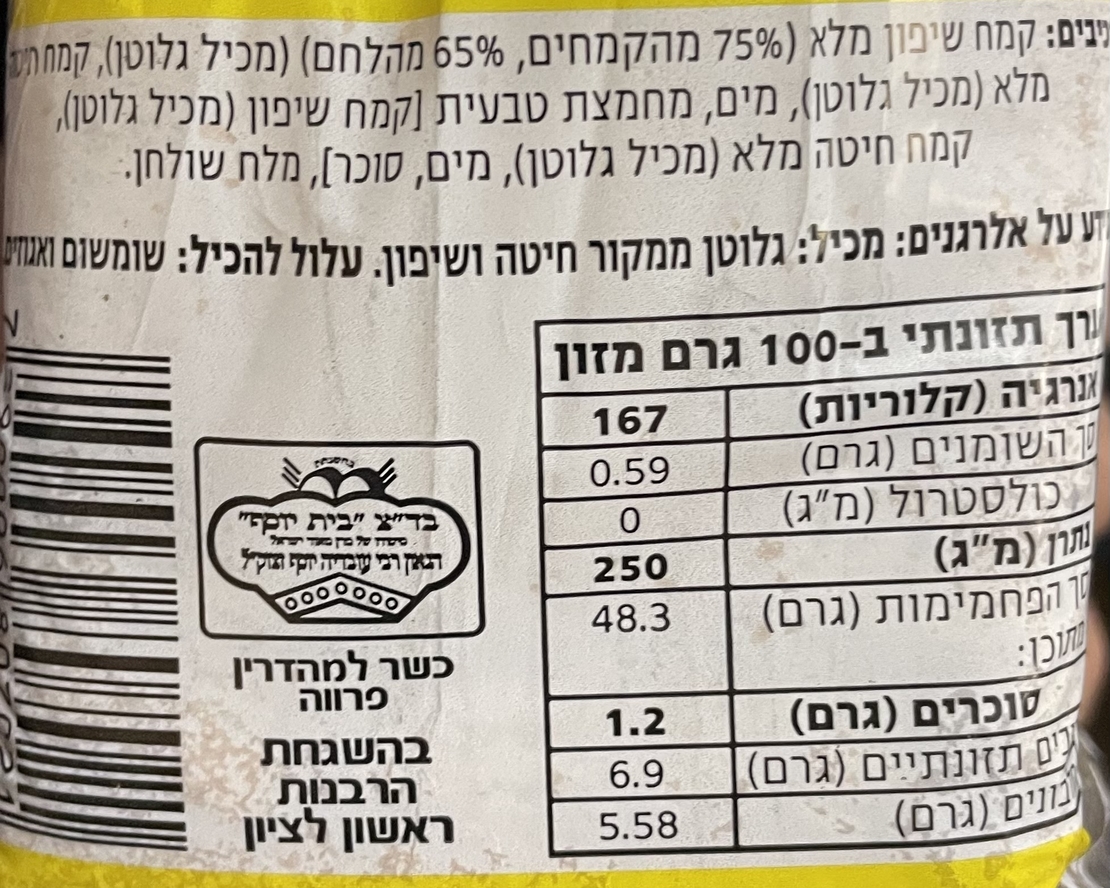 קמח שיפון מלא (75% מהקמחים, 65% מהלחם) (מכיל גלוטן), קמח
מלא (מכיל גלוטן), מים, מחמצת טבעית [קמח שיפון (מכיל גלוטן),
קמח חיטה מלא (מכיל גלוטן), מים, סוכר], מלח שולחן.
על אלרגנים: מכיל: גלוטן ממקור חיטה ושיפון. עלול להכיל: שומשום
ערך תזונתי ב-100 גרם מזון
אנרגיה (קלוריות) 167
סך השומנים (גרם) 0.59
כולסטרול (מ"ג) 0
נתרן (מ"ג) 250
סך הפחמימות (גרם) 48.3
מתוכן:
סוכרים (גרם) 1.2
תזונתיים (גרם) 6.9
(גרם) 5.58
בד"צ "בית יוסף"
כשר למהדרין
פרווה
בהשגחת
הרבנות
ראשון לציון